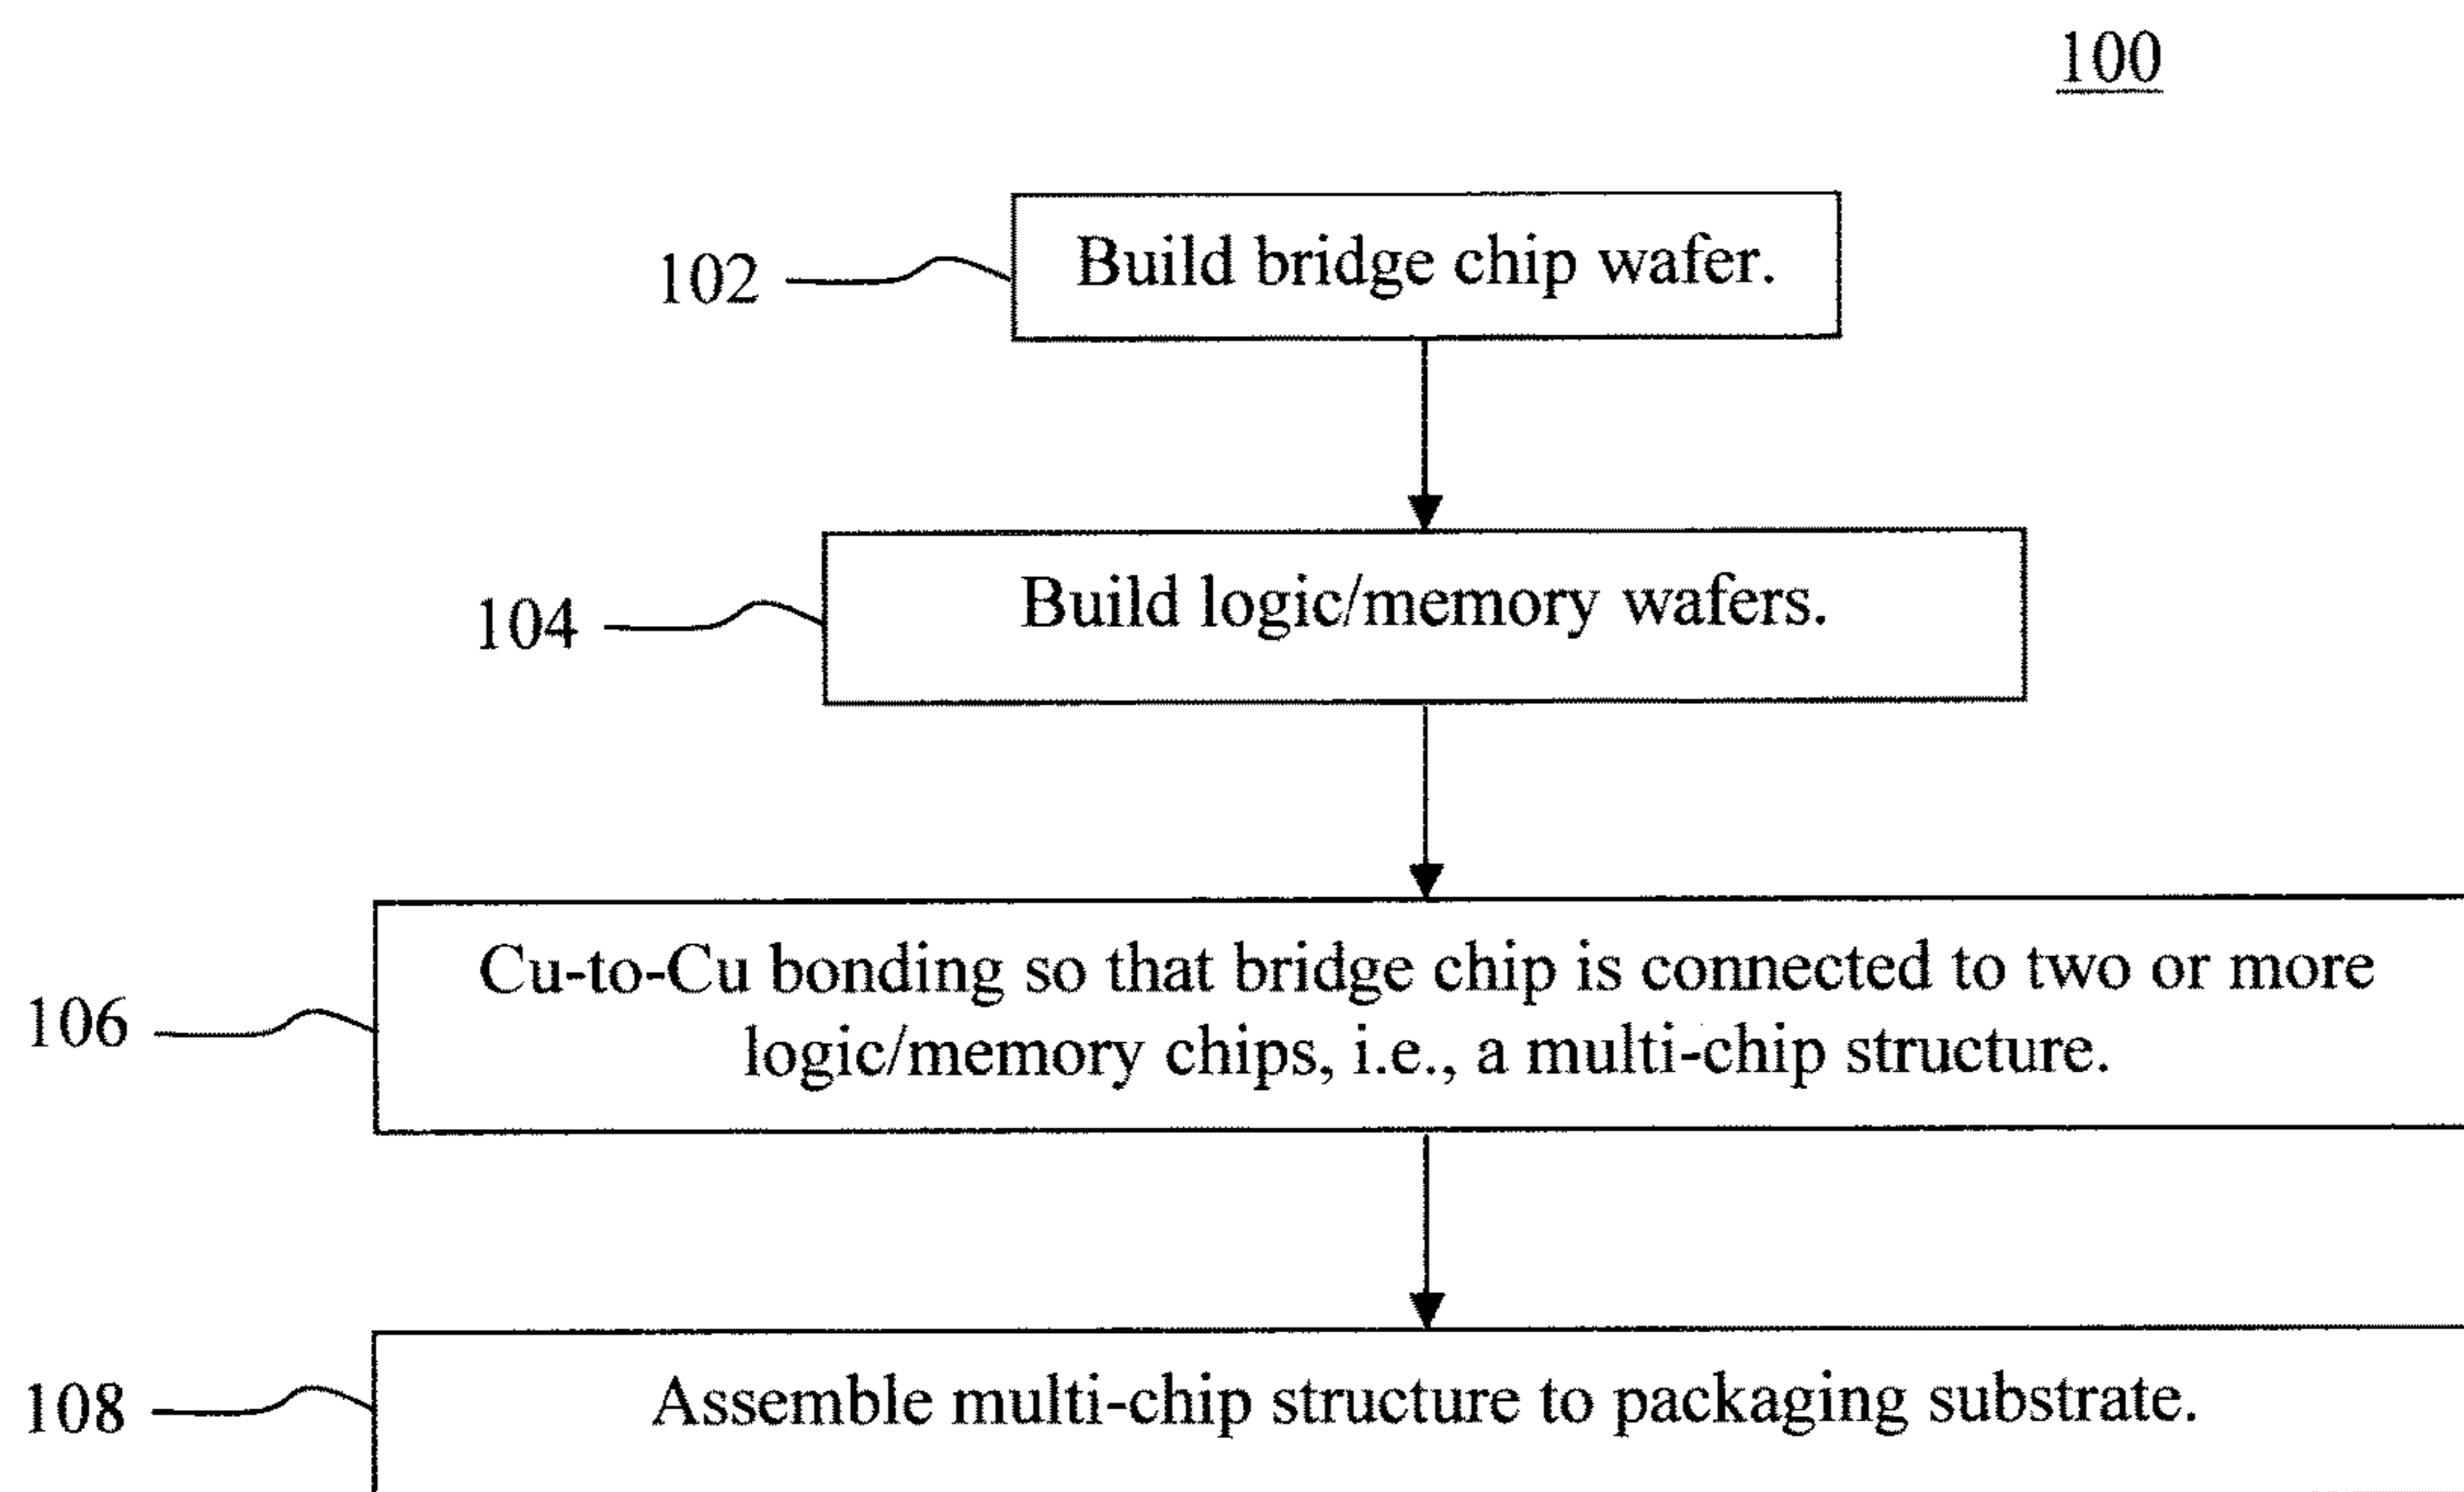 100
102
Build bridge chip wafer.
104
Build logic/memory wafers.
106
Cu-to-Cu bonding so that bridge chip is connected to two or more
logic/memory chips, i.e., a multi-chip structure.
108
Assemble multi-chip structure to packaging substrate.